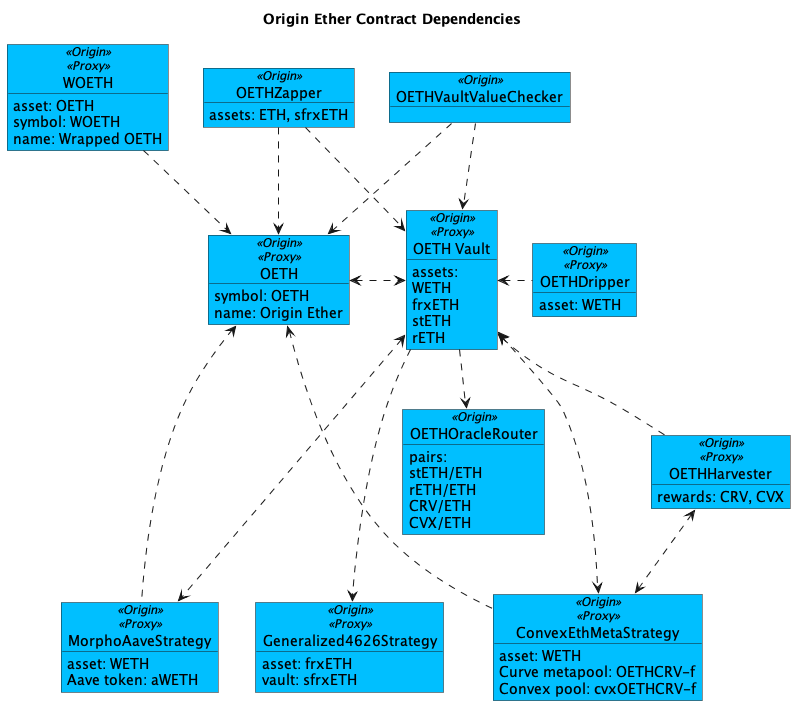 Origin Ether Contract Dependencies
«Origin»
«Proxy»
WOETH
asset: OETH
symbol: WOETH
name: Wrapped OETH
«Origin»
OETHZapper
assets: ETH, sfrxETH
«Origin»
OETHVaultValueChecker
«Origin»
«Proxy»
OETH
symbol: OETH
name: Origin Ether
«Origin»
«Proxy»
OETH Vault
assets:
WETH
frxETH
stETH
rETH
«Origin»
«Proxy»
OETHDripper
asset: WETH
«Origin»
OETHOracleRouter
pairs:
stETH/ETH
rETH/ETH
CRV/ETH
CVX/ETH
«Origin»
«Proxy»
OETHHarvester
rewards: CRV, CVX
«Origin»
«Proxy»
MorphoAaveStrategy
asset: WETH
Aave token: aWETH
«Origin»
«Proxy»
Generalized4626Strategy
asset: frxETH
vault: sfrxETH
«Origin»
«Proxy»
ConvexEthMetaStrategy
asset: WETH
Curve metapool: OETHCRV-f
Convex pool: cvxOETHCRV-f